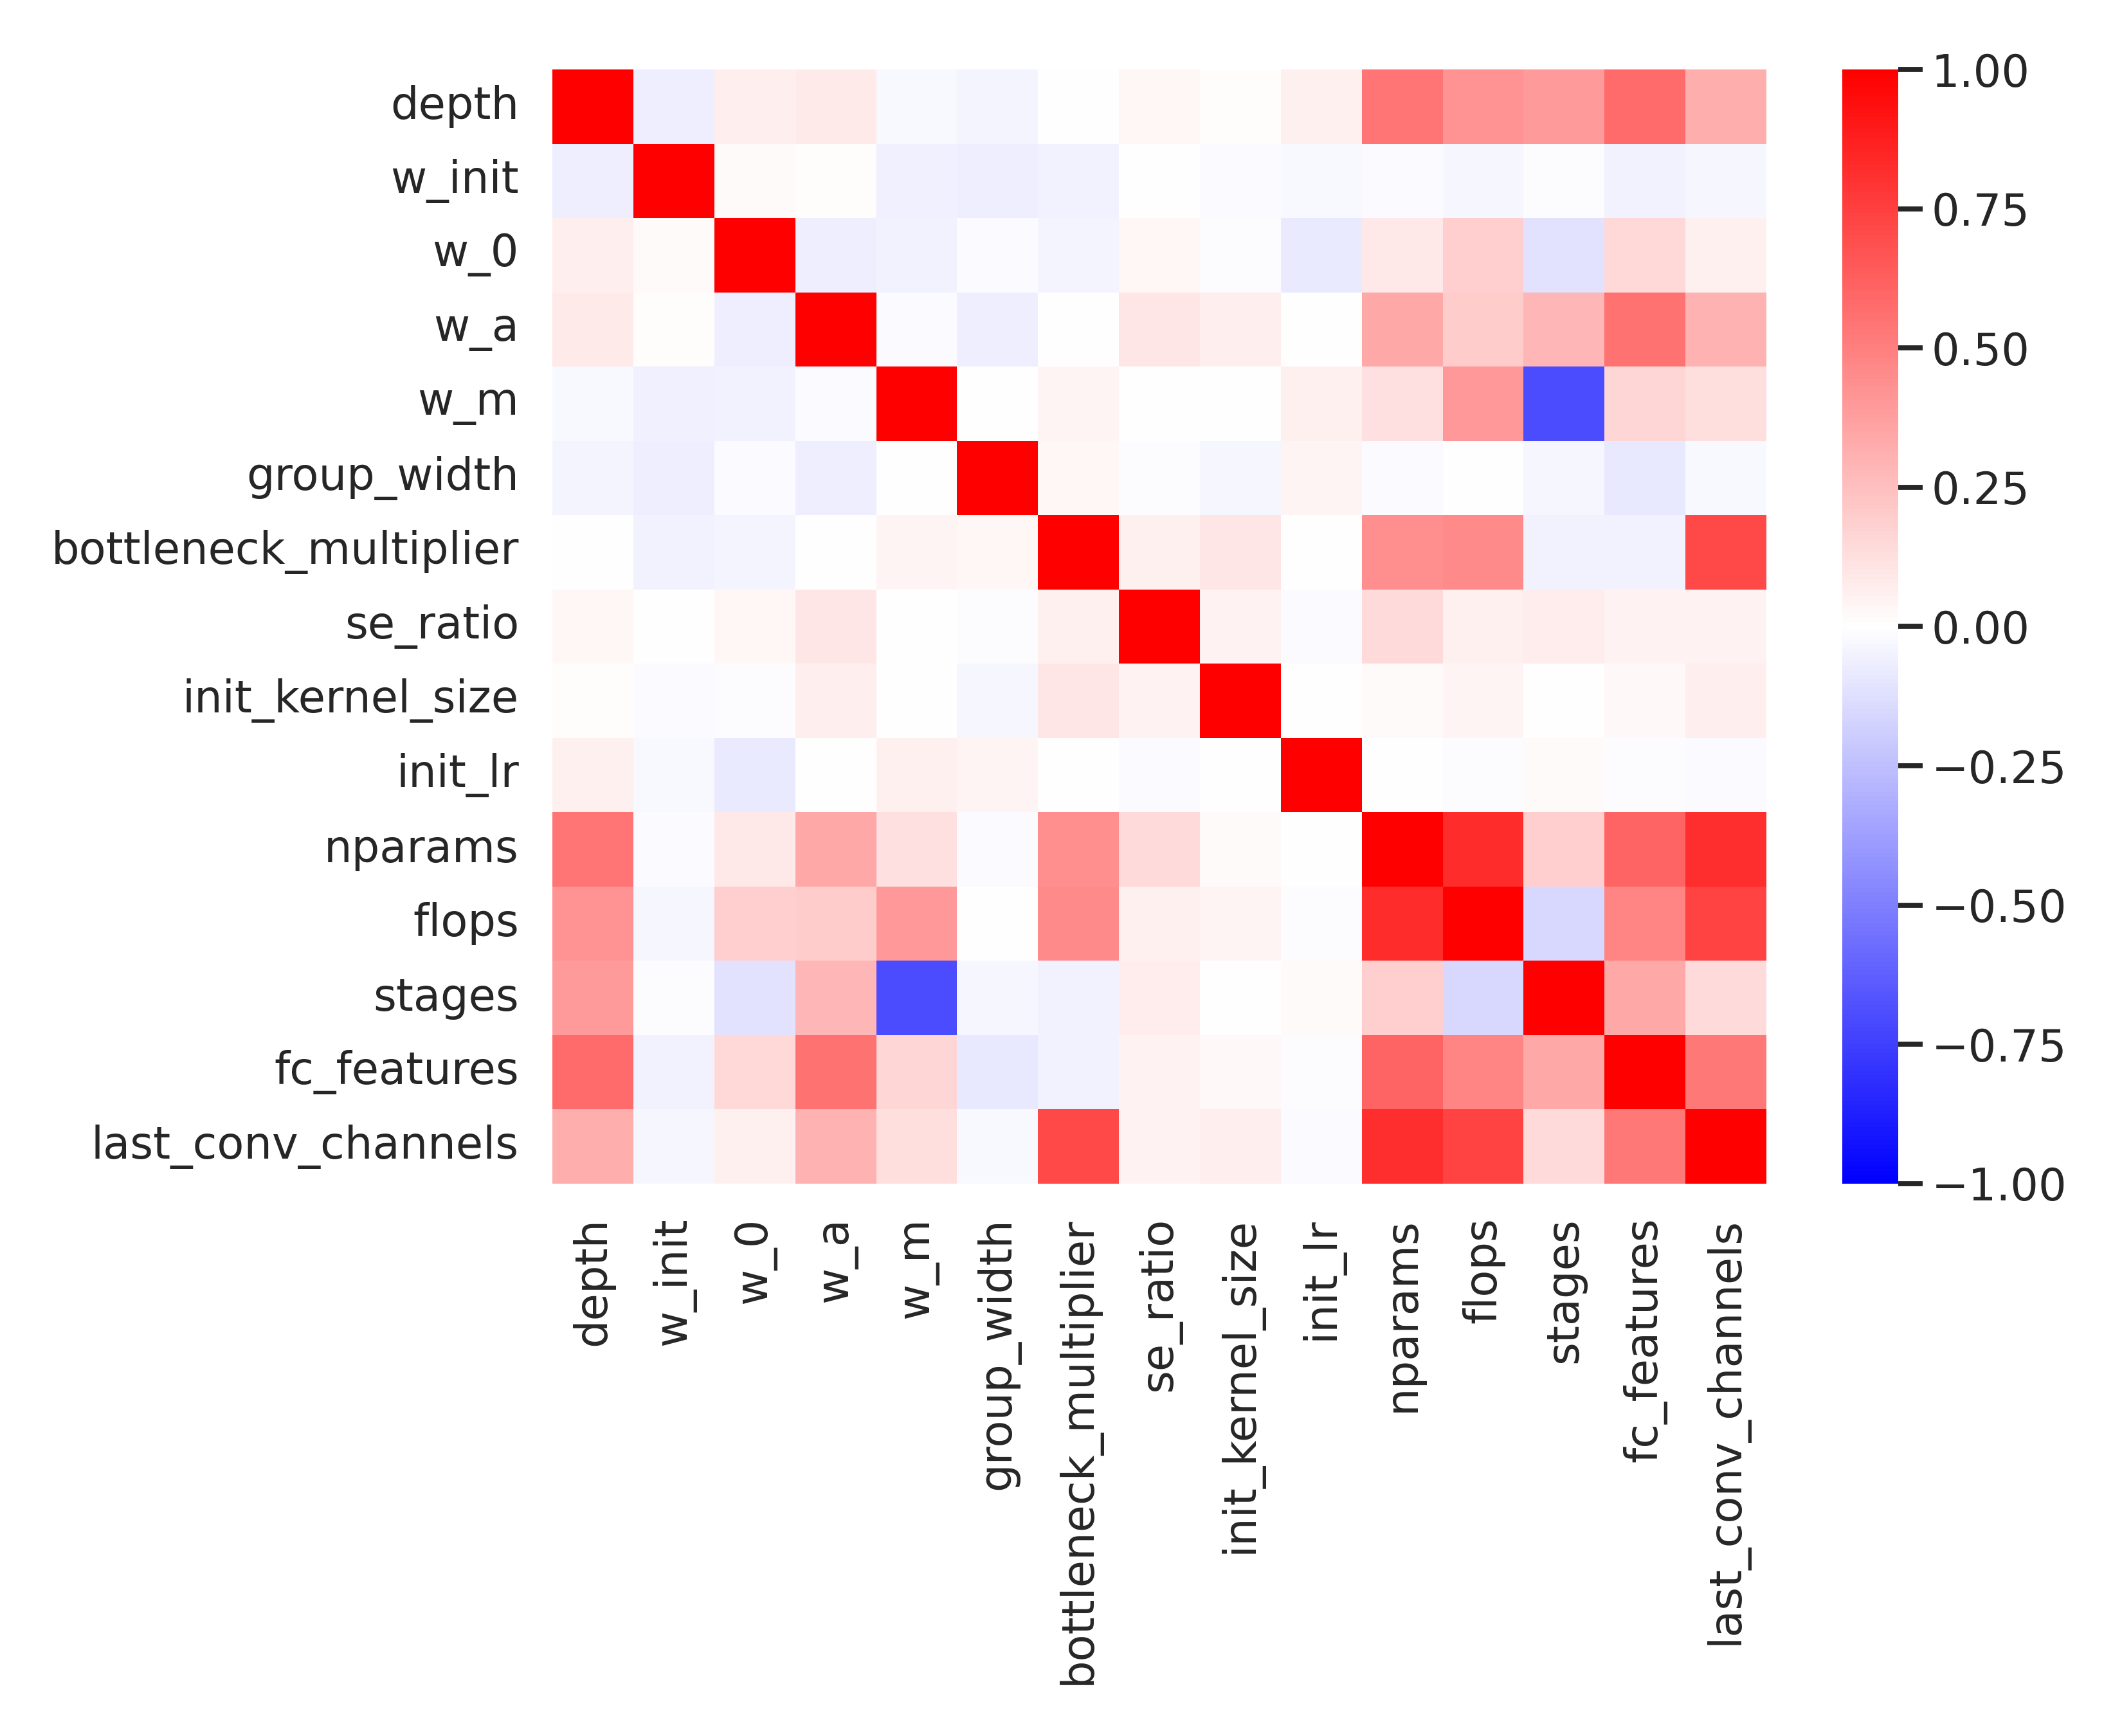 depth
w_init
w_0
w_a
w_m
group_width
bottleneck_multiplier
se_ratio
init_kernel_size
init_lr
nparams
flops
stages
fc_features
last_conv_channels
depth
w_init
w_0
w_a
w_m
group_width
bottleneck_multiplier
se_ratio
init_kernel_size
init_lr
nparams
flops
stages
fc_features
last_conv_channels
1.00
0.75
0.50
0.25
0.00
−0.25
−0.50
−0.75
−1.00